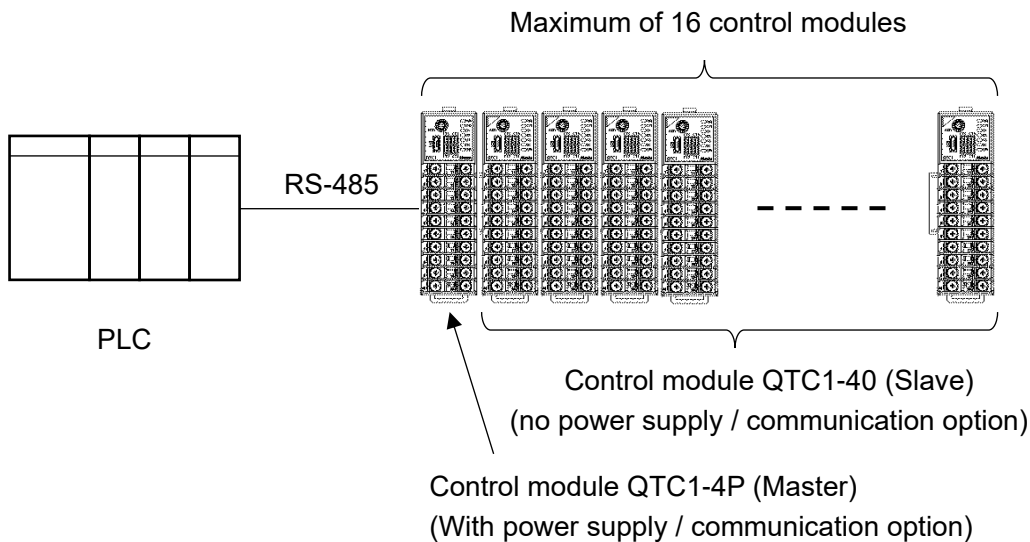 Maximum of 16 control modules
RS-485
PLC
Control module QTC1-40 (Slave)
(no power supply / communication option)
Control module QTC1-4P (Master)
(With power supply / communication option)